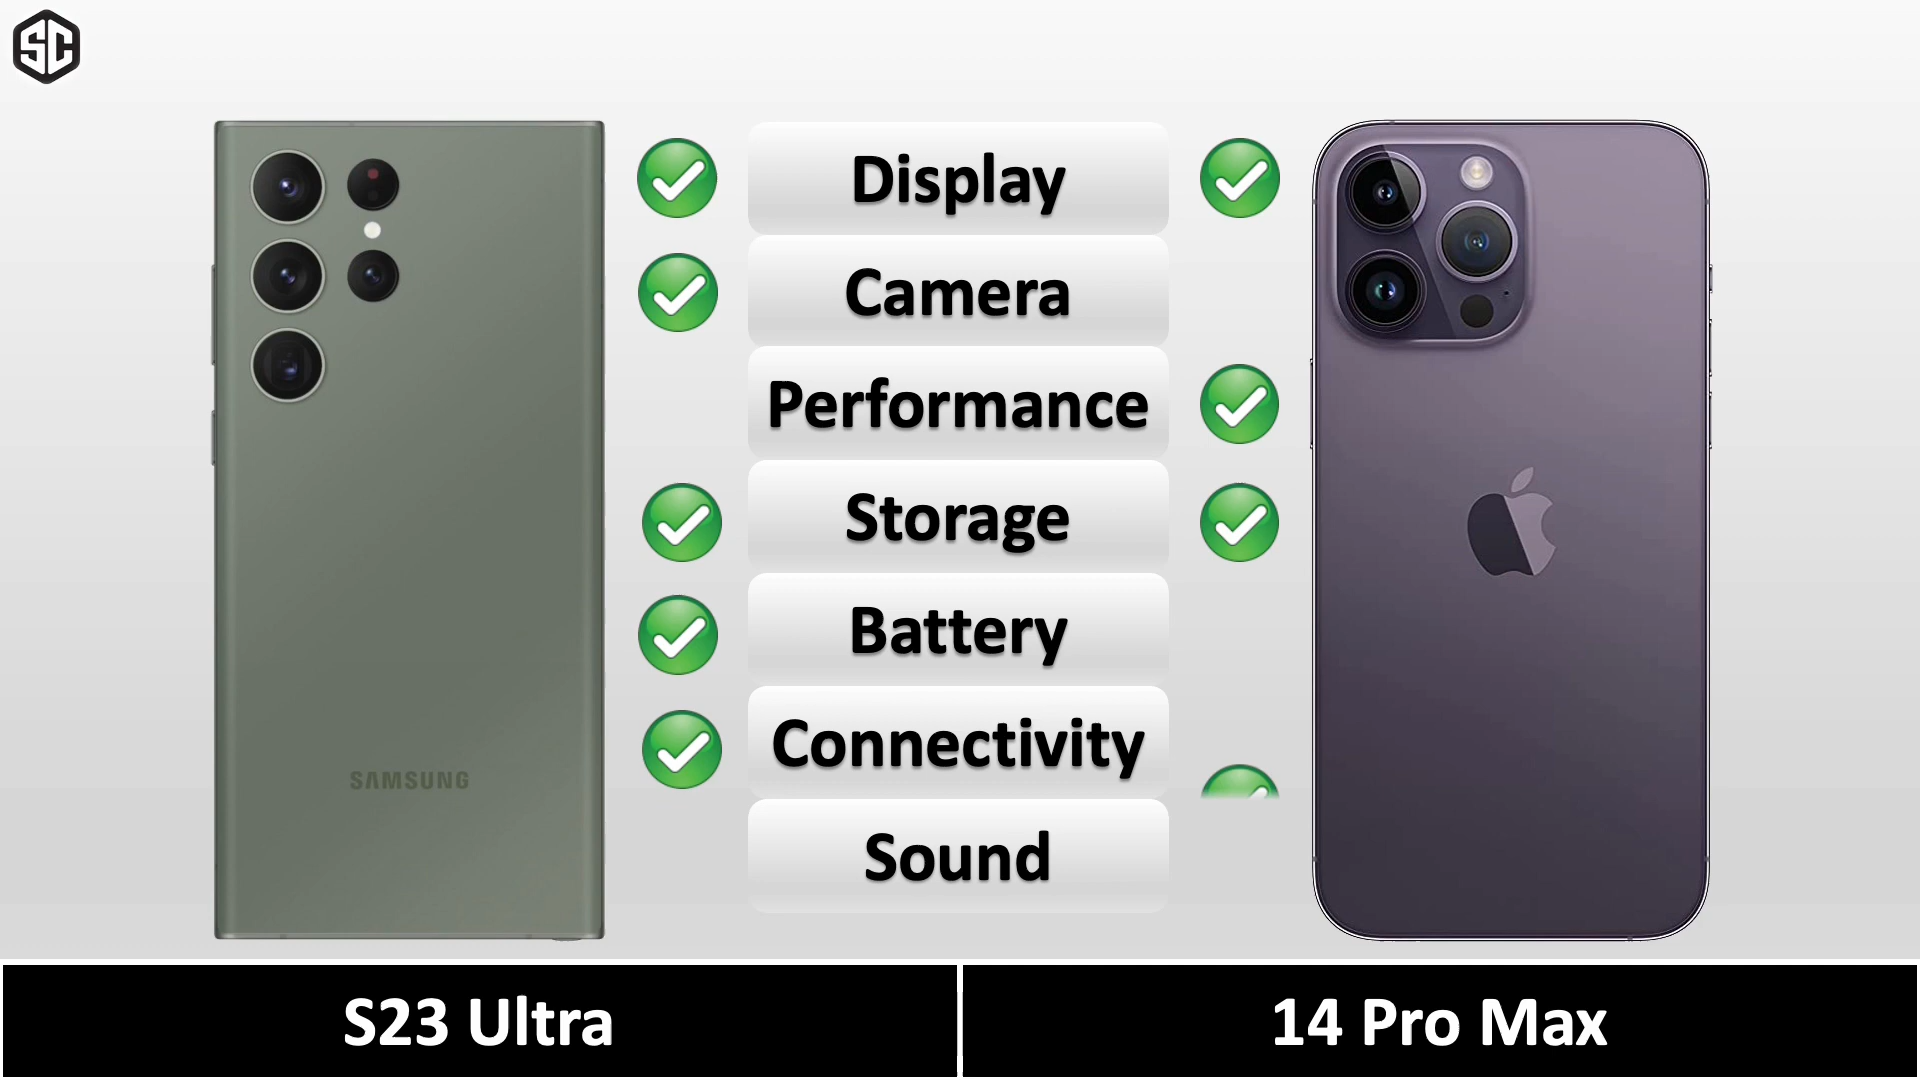 SC
Display
Camera
Performance
Storage
Battery
Connectivity
Sound
SAMSUNG
S23 Ultra
14 Pro Max